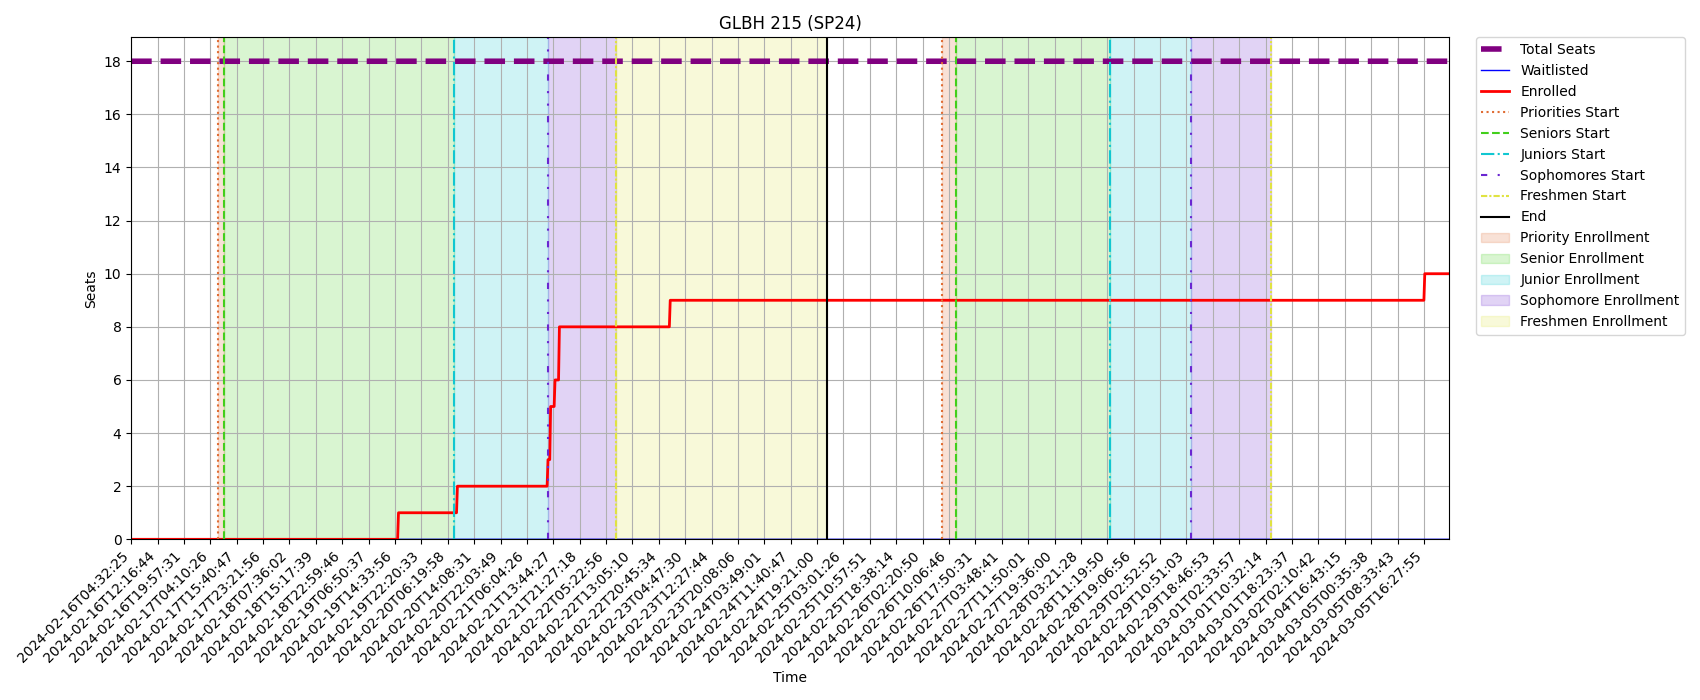 GLBH 215 (SP24)
Total Seats
Waitlisted
Enrolled
Priorities Start
Seniors Start
Juniors Start
Sophomores Start
Freshmen Start
End
Priority Enrollment
Senior Enrollment
Junior Enrollment
Sophomore Enrollment
Freshmen Enrollment
Seats
18
16
14
12
10
8
6
4
2
0
2024-02-16T04:32:25
2024-02-16T12:16:44
2024-02-16T19:57:31
2024-02-17T04:10:26
2024-02-17T15:40:47
2024-02-17T23:21:56
2024-02-18T07:36:02
2024-02-18T15:17:39
2024-02-18T22:59:46
2024-02-19T06:50:37
2024-02-19T14:33:56
2024-02-19T22:20:33
2024-02-20T06:19:58
2024-02-20T14:08:31
2024-02-20T22:03:49
2024-02-21T06:04:26
2024-02-21T13:44:27
2024-02-21T21:27:18
2024-02-22T05:22:56
2024-02-22T13:05:10
2024-02-22T20:45:34
2024-02-23T04:47:30
2024-02-23T12:27:44
2024-02-23T20:08:06
2024-02-24T03:49:01
2024-02-24T11:40:47
2024-02-24T19:21:00
2024-02-25T03:01:26
2024-02-25T10:57:51
2024-02-25T18:38:14
2024-02-26T02:20:50
2024-02-26T10:06:46
2024-02-26T17:50:31
2024-02-27T03:48:41
2024-02-27T11:50:01
2024-02-27T19:36:00
2024-02-28T03:21:28
2024-02-28T11:19:50
2024-02-28T19:06:56
2024-02-29T02:52:52
2024-02-29T10:51:03
2024-02-29T18:46:53
2024-03-01T02:33:57
2024-03-01T10:32:14
2024-03-01T18:23:37
2024-03-02T02:10:42
2024-03-04T16:43:15
2024-03-05T00:35:38
2024-03-05T08:33:43
2024-03-05T16:27:55
Time